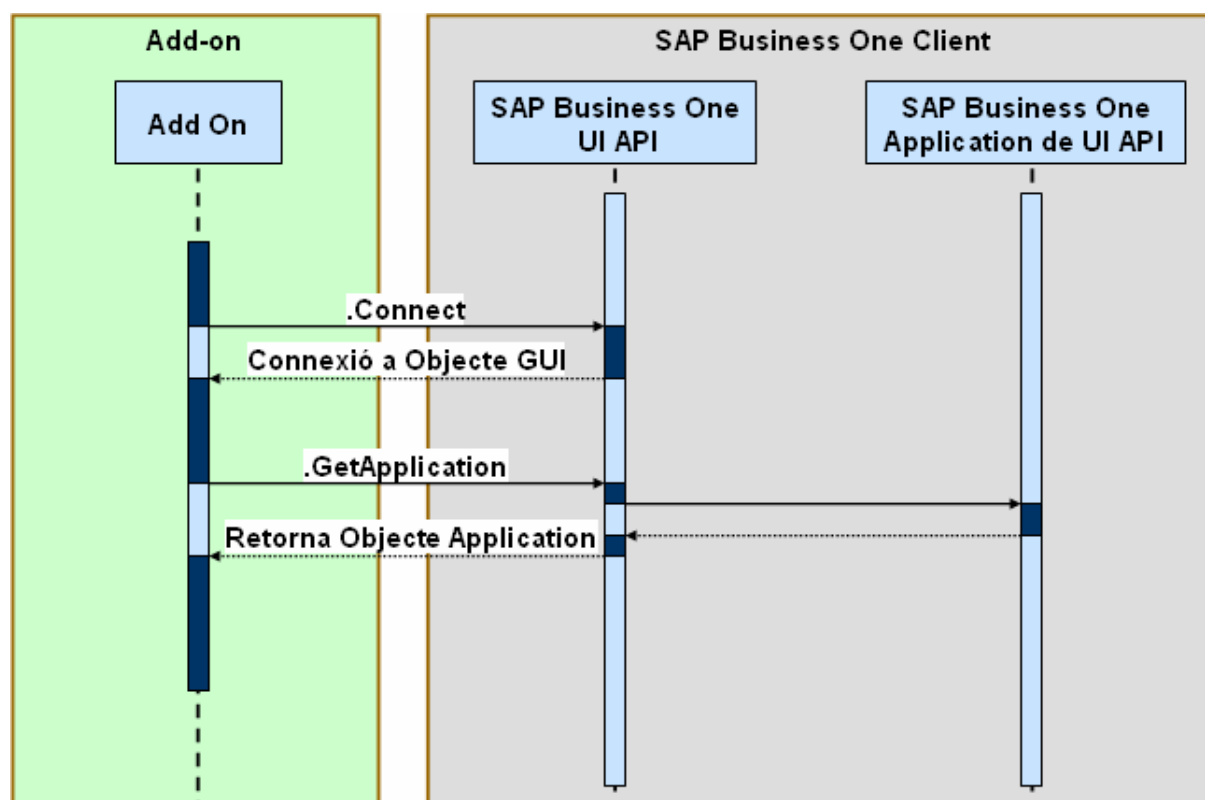 Add-on
SAP Business One Client
Add On
SAP Business One
UI API
SAP Business One
Application de UI API
.Connect
Connexió a Objecte GUI
.GetApplication
Retorna Objecte Application